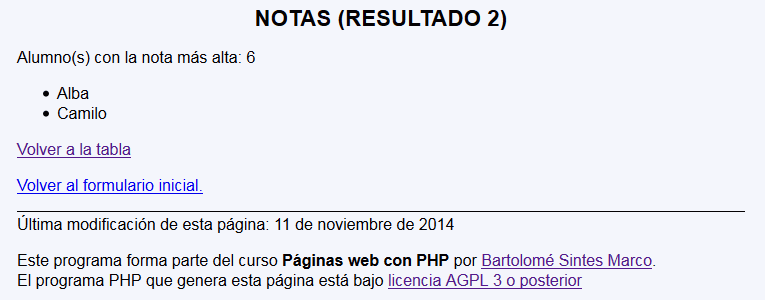 NOTAS (RESULTADO 2)
Alumno(s) con la nota más alta: 6
Alba
Camilo
Volver a la tabla
Volver al formulario inicial.
Última modificación de esta página: 11 de noviembre de 2014
Este programa forma parte del curso Páginas web con PHP por Bartolomé Sintes Marco.
El programa PHP que genera esta página está bajo licencia AGPL 3 o posterior